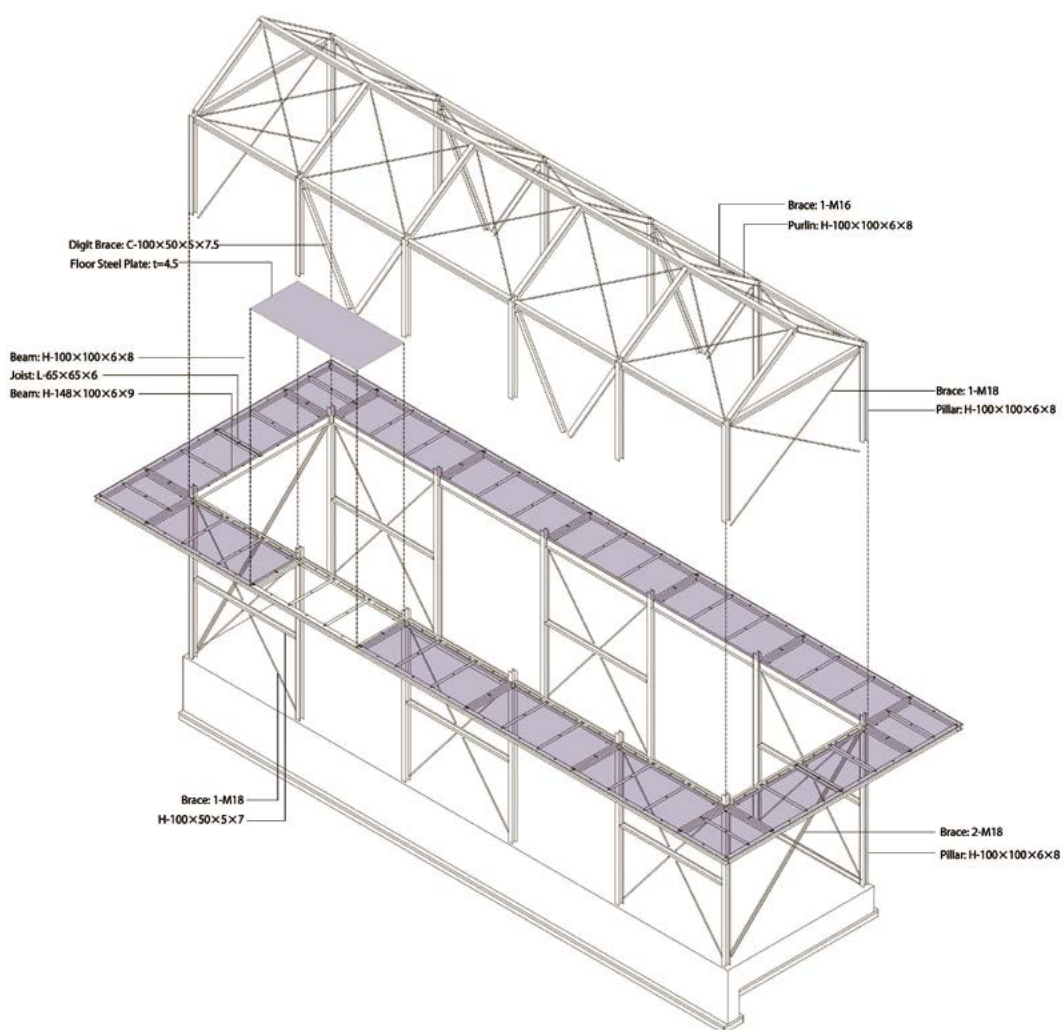 Brace: 1-M16
Purlin: H-100×100×6×8
Digit Brace: C-100×50×5×7.5
Floor Steel Plate: t=4.5
Beam: H-100×100×6×8
Joist: L-65×65×6
Beam: H-148×100×6×9
Brace: 1-M18
Pillar: H-100×100×6×8
Brace: 1-M18
H-100×50×5×7
Brace: 2-M18
Pillar: H-100×100×6×8